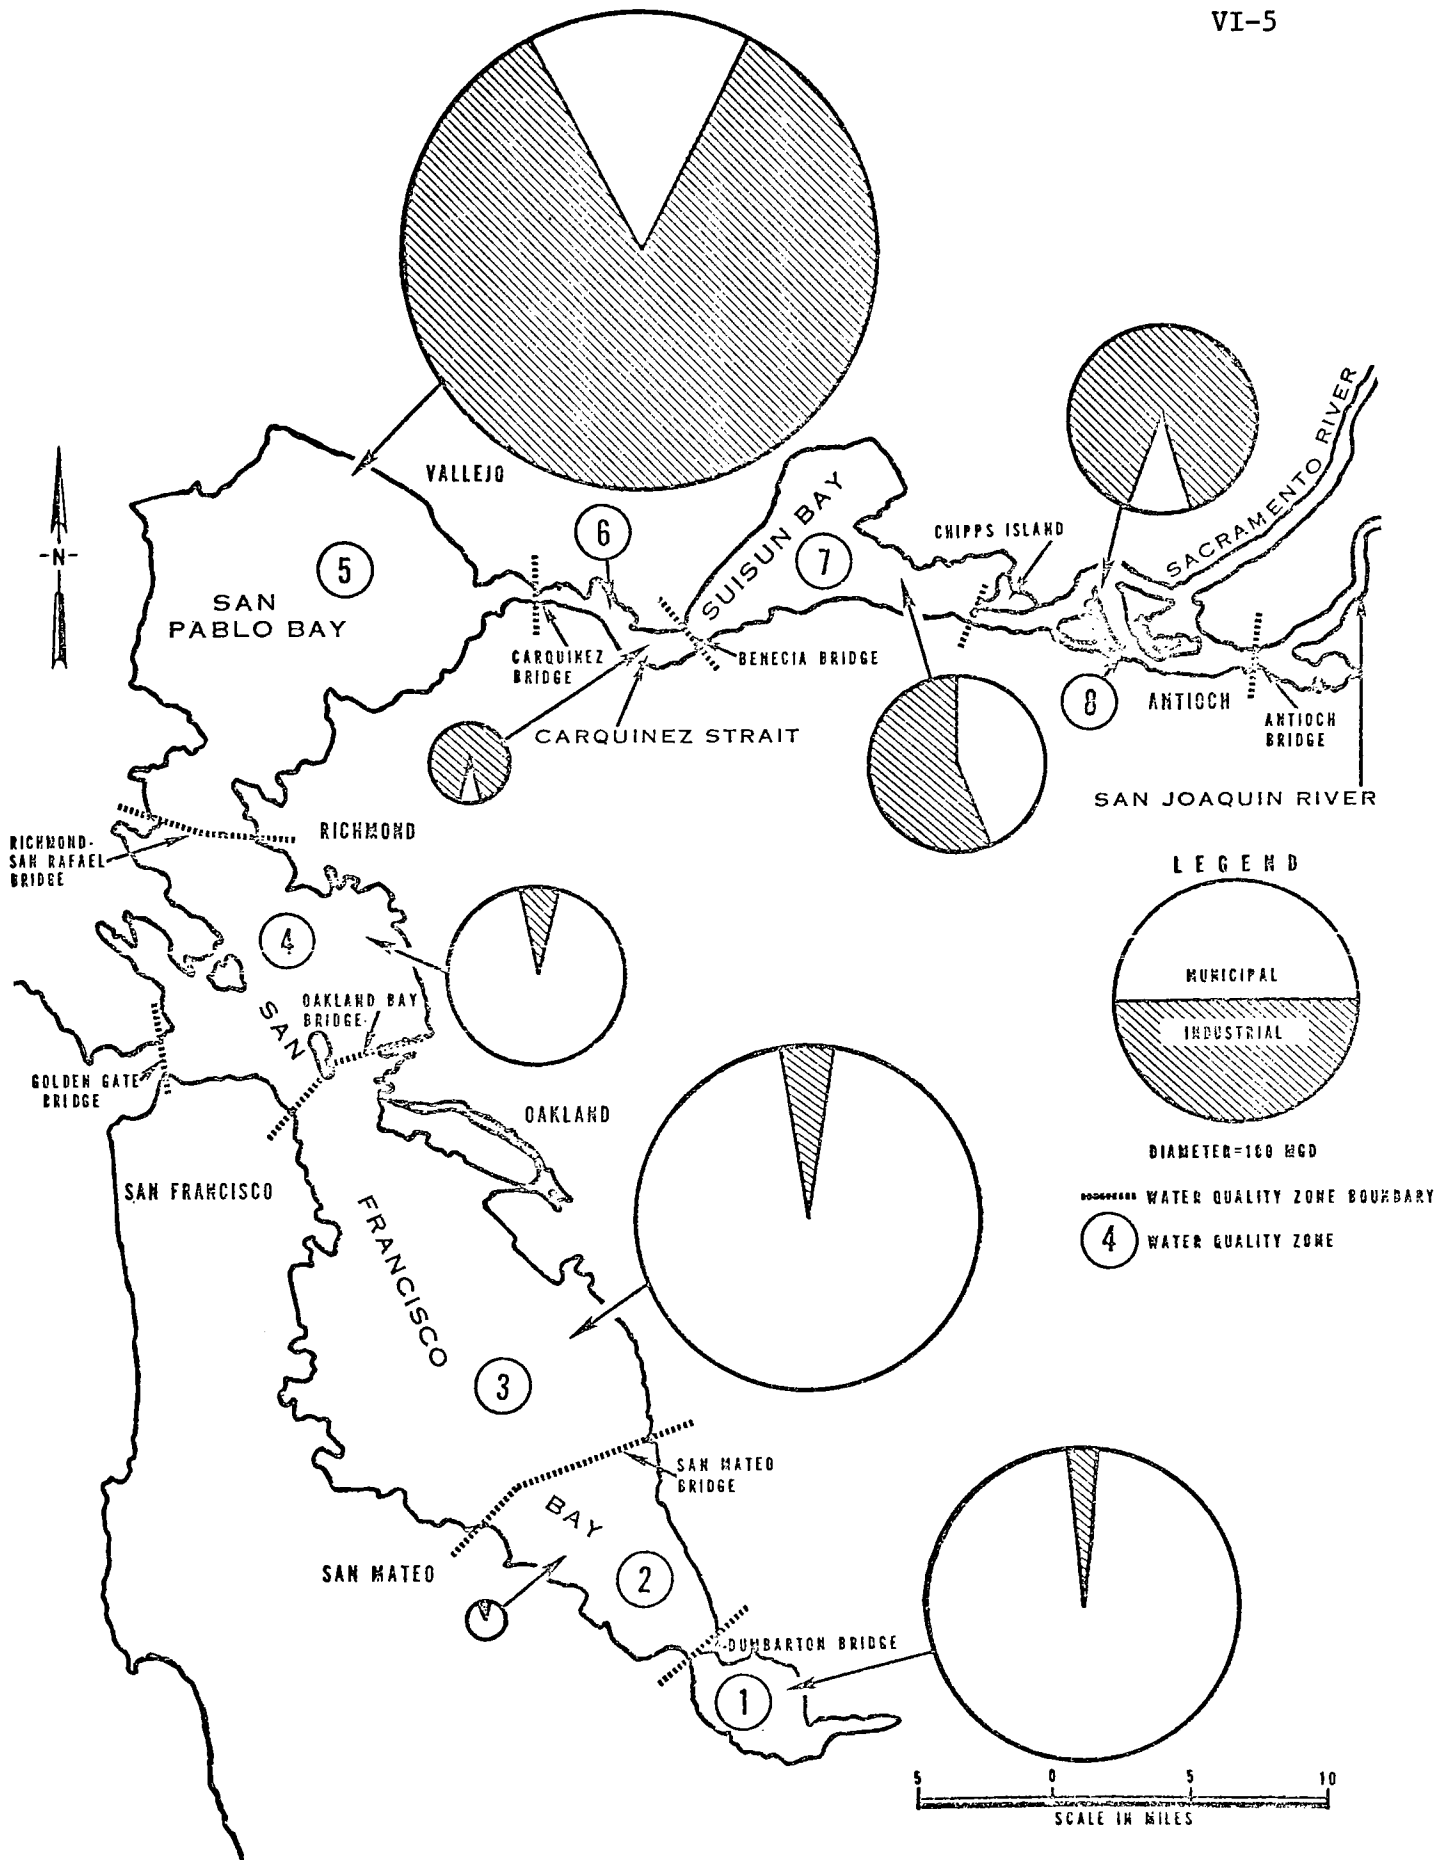 VI-5
VALLEJO
SACRAMENTO RIVER
-N-
5
6
SUISUN BAY
7
CHIPPS ISLAND
SAN
PABLO BAY
CARQUINEZ
BRIDGE
BENECIA BRIDGE
8
ANTIOCH
ANTIOCH
BRIDGE
CARQUINEZ STRAIT
SAN JOAQUIN RIVER
RICHMOND-
SAN RAFAEL
BRIDGE
RICHMOND
LEGEND
MUNICIPAL
INDUSTRIAL
DIAMETER=100 MGD
WATER QUALITY ZONE BOUNDARY
4
WATER QUALITY ZONE
4
SAN
OAKLAND BAY
BRIDGE
GOLDEN GATE
BRIDGE
OAKLAND
SAN FRANCISCO
FRANCISCO
3
SAN MATEO
BRIDGE
BAY
SAN MATEO
2
DUMBARTON BRIDGE
1
5 0 5 10
SCALE IN MILES